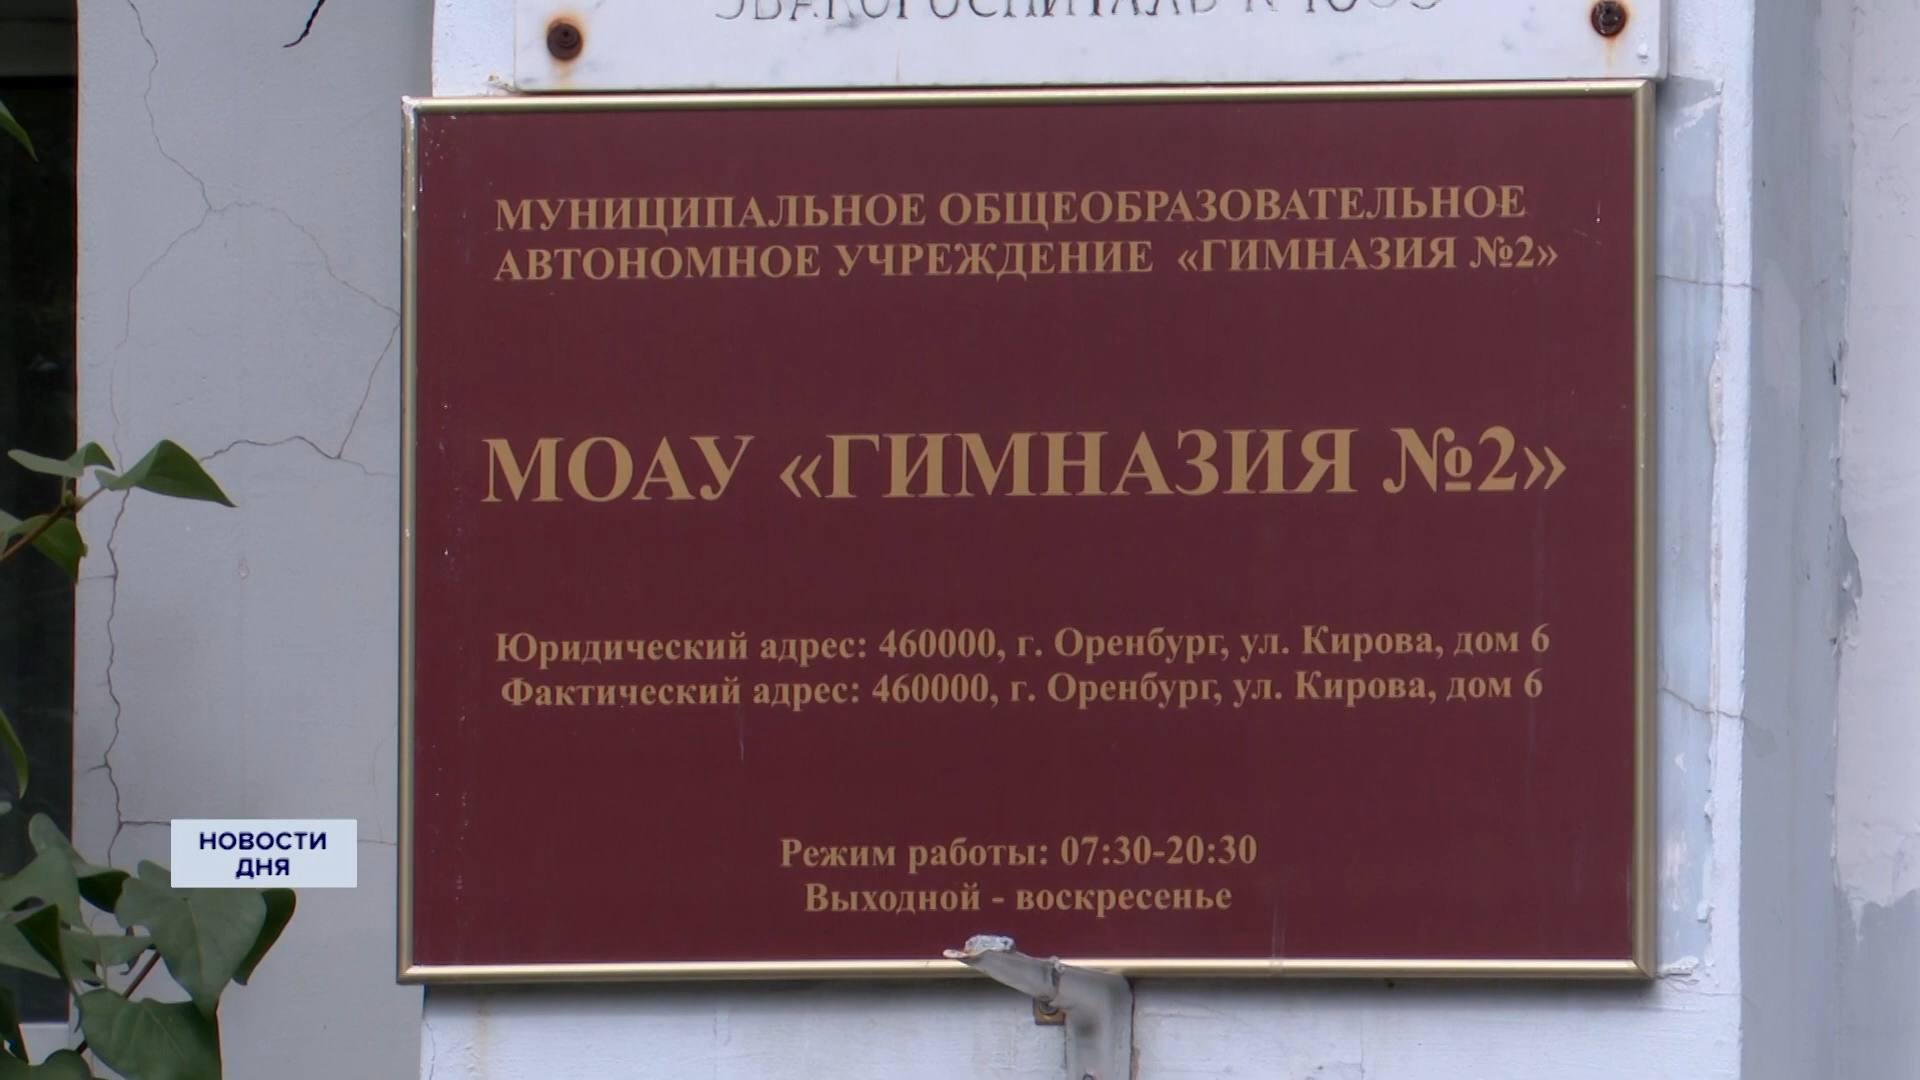 МУНИЦИПАЛЬНОЕ ОБЩЕОБРАЗОВАТЕЛЬНОЕ
АВТОНОМНОЕ УЧРЕЖДЕНИЕ «ГИМНАЗИЯ №2»
МОАУ «ГИМНАЗИЯ №2»
Юридический адрес: 460000, г. Оренбург, ул. Кирова, дом 6
Фактический адрес: 460000, г. Оренбург, ул. Кирова, дом 6
Режим работы: 07:30-20:30
Выходной - воскресенье
НОВОСТИ
ДНЯ